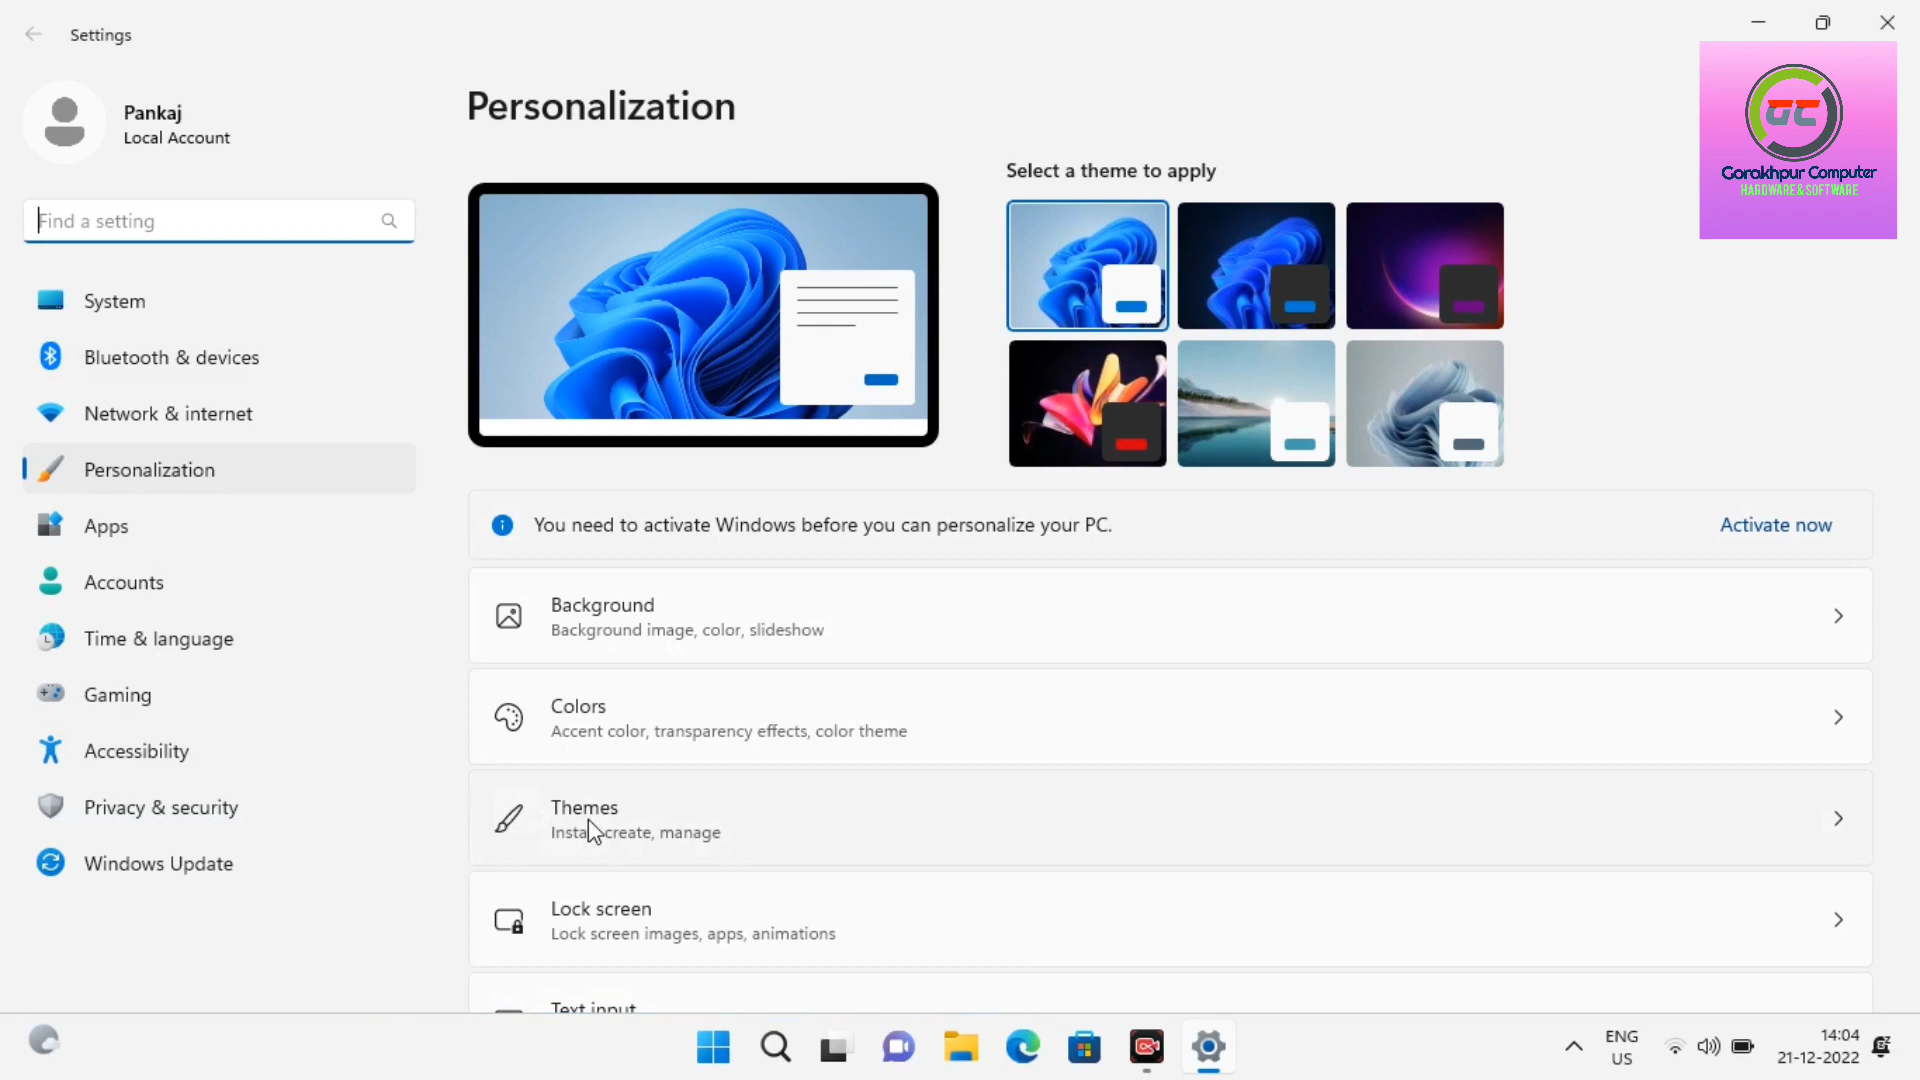 Settings
Pankaj
Local Account
Find a setting
System
Bluetooth & devices
Network & internet
Personalization
Apps
Accounts
Time & language
Gaming
Accessibility
Privacy & security
Windows Update
Personalization
Select a theme to apply
GC
Gorakhpur Computer
HARDWARE & SOFTWARE
You need to activate Windows before you can personalize your PC.
Activate now
Background
Background image, color, slideshow
Colors
Accent color, transparency effects, color theme
Themes
create, manage
Lock screen
Lock screen images, apps, animations
Text input
ENG
US
14:04
21-12-2022